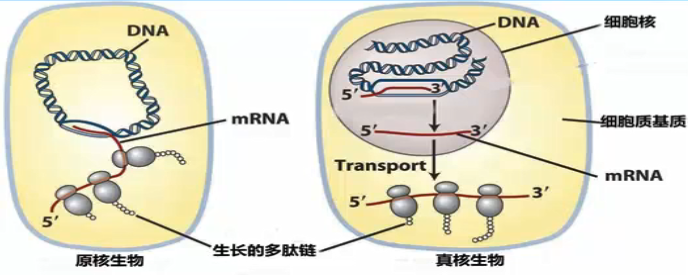 DNA
mRNA
5′
生长的多肽链
原核生物
DNA
细胞核
5′
3′
5′
3′
细胞质基质
Transport
mRNA
5′
3′
真核生物